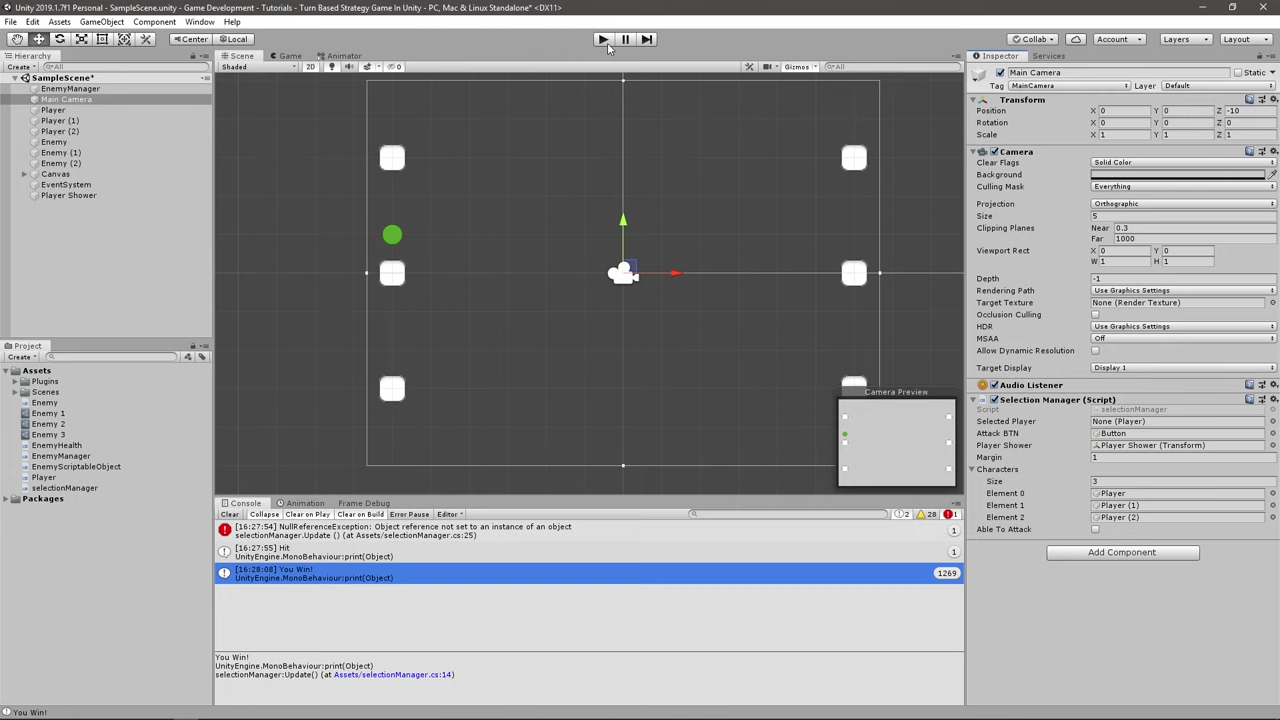 Unity 2019.1.7f1 Personal - SampleScene.unity - Game Development - Tutorials - Turn Based Strategy Game In Unity - PC, Mac & Linux Standalone* <DX11>
File Edit Assets GameObject Component Window Help
Center Local Collab Account Layers Layout
Hierarchy Scene Game Animator Inspector Services
Create All Shaded 2D 0 Gizmos All Main Camera Static
SampleScene* Tag MainCamera Layer Default
EnemyManager
Main Camera
Player
Player (1)
Player (2)
Enemy
Enemy (1)
Enemy (2)
Canvas
EventSystem
Player Shower
Transform
Position X 0 Y 0 Z -10
Rotation X 0 Y 0 Z 0
Scale X 1 Y 1 Z 1
Camera
Clear Flags Solid Color
Background
Culling Mask Everything
Projection Orthographic
Size 5
Clipping Planes Near 0.3
Far 1000
Viewport Rect X 0 Y 0
W 1 H 1
Depth -1
Rendering Path Use Graphics Settings
Target Texture None (Render Texture)
Occlusion Culling
HDR Use Graphics Settings
MSAA Off
Allow Dynamic Resolution
Target Display Display 1
Audio Listener
Selection Manager (Script)
Script selectionManager
Selected Player None (Player)
Attack BTN Button
Player Shower Player Shower (Transform)
Margin 1
Characters
Size 3
Element 0 Player
Element 1 Player (1)
Element 2 Player (2)
Able To Attack
Add Component
Camera Preview
Project
Create
Assets
Plugins
Scenes
Enemy
Enemy 1
Enemy 2
Enemy 3
EnemyHealth
EnemyManager
EnemyScriptableObject
Player
selectionManager
Packages
Console Animation Frame Debug
Clear Collapse Clear on Play Clear on Build Error Pause Editor 2 28 1
[16:27:54] NullReferenceException: Object reference not set to an instance of an object
selectionManager.Update () (at Assets/selectionManager.cs:25) 1
[16:27:55] Hit
UnityEngine.MonoBehaviour:print(Object) 1
[16:28:08] You Win!
UnityEngine.MonoBehaviour:print(Object) 1269
You Win!
UnityEngine.MonoBehaviour:print(Object)
selectionManager:Update() (at Assets/selectionManager.cs:14)
You Win!